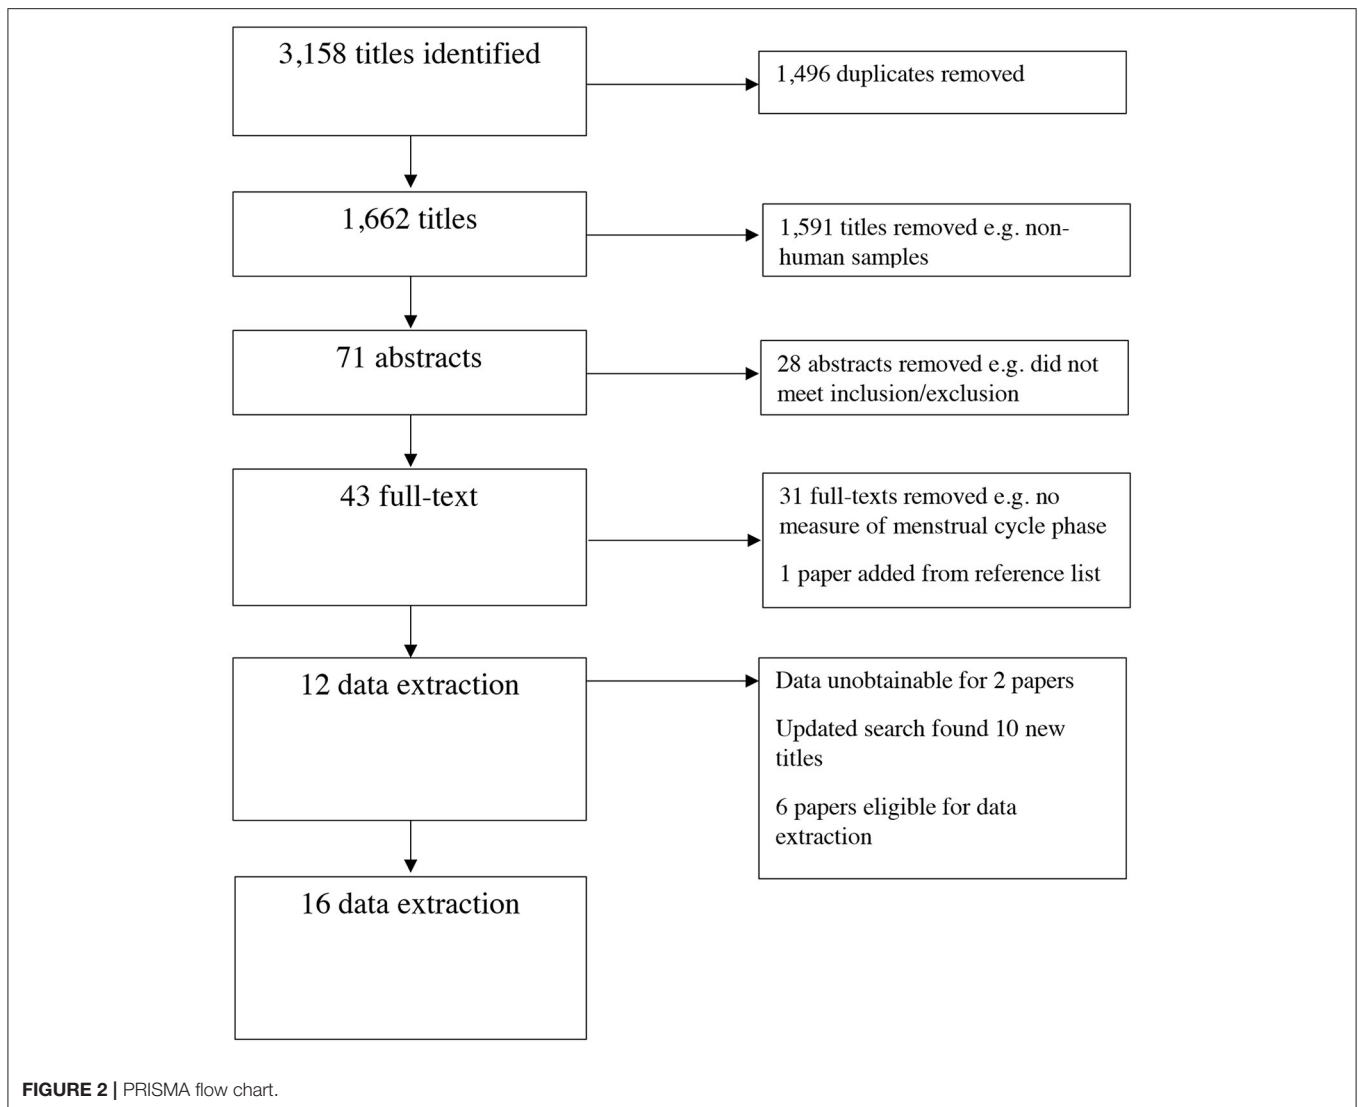 3,158 titles identified
1,496 duplicates removed
1,662 titles
1,591 titles removed e.g. non-
human samples
71 abstracts
28 abstracts removed e.g. did not
meet inclusion/exclusion
43 full-text
31 full-texts removed e.g. no
measure of menstrual cycle phase
1 paper added from reference list
12 data extraction
Data unobtainable for 2 papers
Updated search found 10 new
titles
6 papers eligible for data
extraction
16 data extraction
FIGURE 2 | PRISMA flow chart.